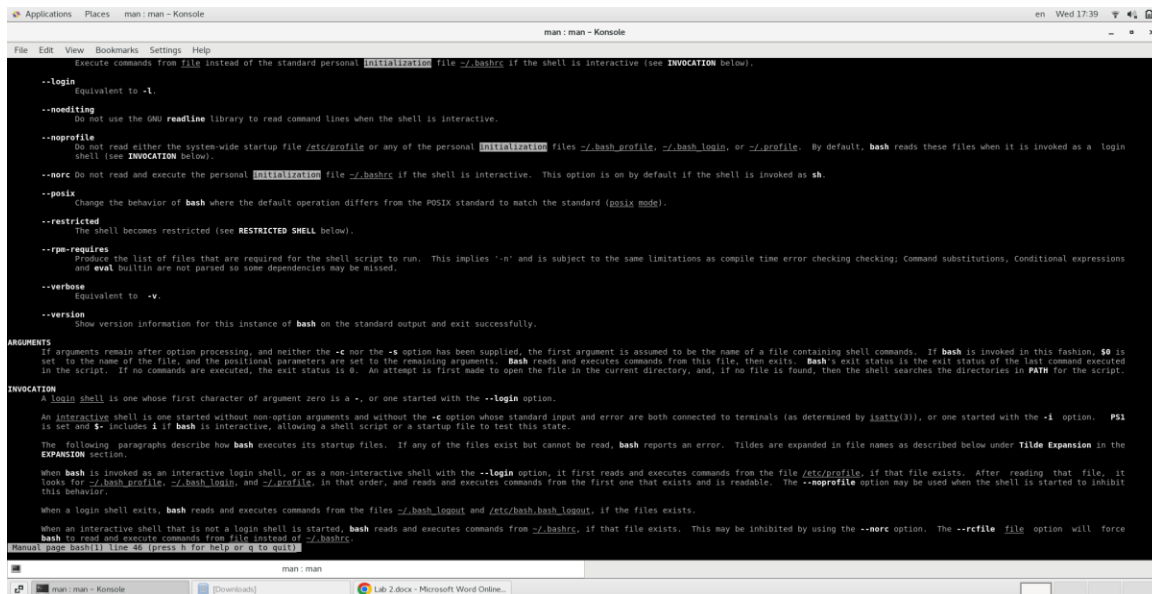 Applications Places man : man – Konsole en Wed 17:39
man : man – Konsole
File Edit View Bookmarks Settings Help
Execute commands from file instead of the standard personal initialization file ~/.bashrc if the shell is interactive (see INVOCATION below).
--login
Equivalent to -l.
--noediting
Do not use the GNU readline library to read command lines when the shell is interactive.
--noprofile
Do not read either the system-wide startup file /etc/profile or any of the personal initialization files ~/.bash_profile, ~/.bash_login, or ~/.profile. By default, bash reads these files when it is invoked as a login
shell (see INVOCATION below).
--norc Do not read and execute the personal initialization file ~/.bashrc if the shell is interactive. This option is on by default if the shell is invoked as sh.
--posix
Change the behavior of bash where the default operation differs from the POSIX standard to match the standard (posix mode).
--restricted
The shell becomes restricted (see RESTRICTED SHELL below).
--rpm-requires
Produce the list of files that are required for the shell script to run. This implies '-n' and is subject to the same limitations as compile time error checking checking; Command substitutions, Conditional expressions
and eval builtin are not parsed so some dependencies may be missed.
--verbose
Equivalent to -v.
--version
Show version information for this instance of bash on the standard output and exit successfully.
ARGUMENTS
If arguments remain after option processing, and neither the -c nor the -s option has been supplied, the first argument is assumed to be the name of a file containing shell commands. If bash is invoked in this fashion, $0 is
set to the name of the file, and the positional parameters are set to the remaining arguments. Bash reads and executes commands from this file, then exits. Bash's exit status is the exit status of the last command executed
in the script. If no commands are executed, the exit status is 0. An attempt is first made to open the file in the current directory, and, if no file is found, then the shell searches the directories in PATH for the script.
INVOCATION
A login shell is one whose first character of argument zero is a -, or one started with the --login option.
An interactive shell is one started without non-option arguments and without the -c option whose standard input and error are both connected to terminals (as determined by isatty(3)), or one started with the -i option. PS1
is set and $- includes i if bash is interactive, allowing a shell script or a startup file to test this state.
The following paragraphs describe how bash executes its startup files. If any of the files exist but cannot be read, bash reports an error. Tildes are expanded in file names as described below under Tilde Expansion in the
EXPANSION section.
When bash is invoked as an interactive login shell, or as a non-interactive shell with the --login option, it first reads and executes commands from the file /etc/profile, if that file exists. After reading that file, it
looks for ~/.bash_profile, ~/.bash_login, and ~/.profile, in that order, and reads and executes commands from the first one that exists and is readable. The --noprofile option may be used when the shell is started to inhibit
this behavior.
When a login shell exits, bash reads and executes commands from the files ~/.bash_logout and /etc/bash.bash_logout, if the files exists.
When an interactive shell that is not a login shell is started, bash reads and executes commands from ~/.bashrc, if that file exists. This may be inhibited by using the --norc option. The --rcfile file option will force
bash to read and execute commands from file instead of ~/.bashrc.
Manual page bash(1) line 46 (press h for help or q to quit)
man : man
man : man – Konsole [Downloads] Lab 2.docx - Microsoft Word Online...